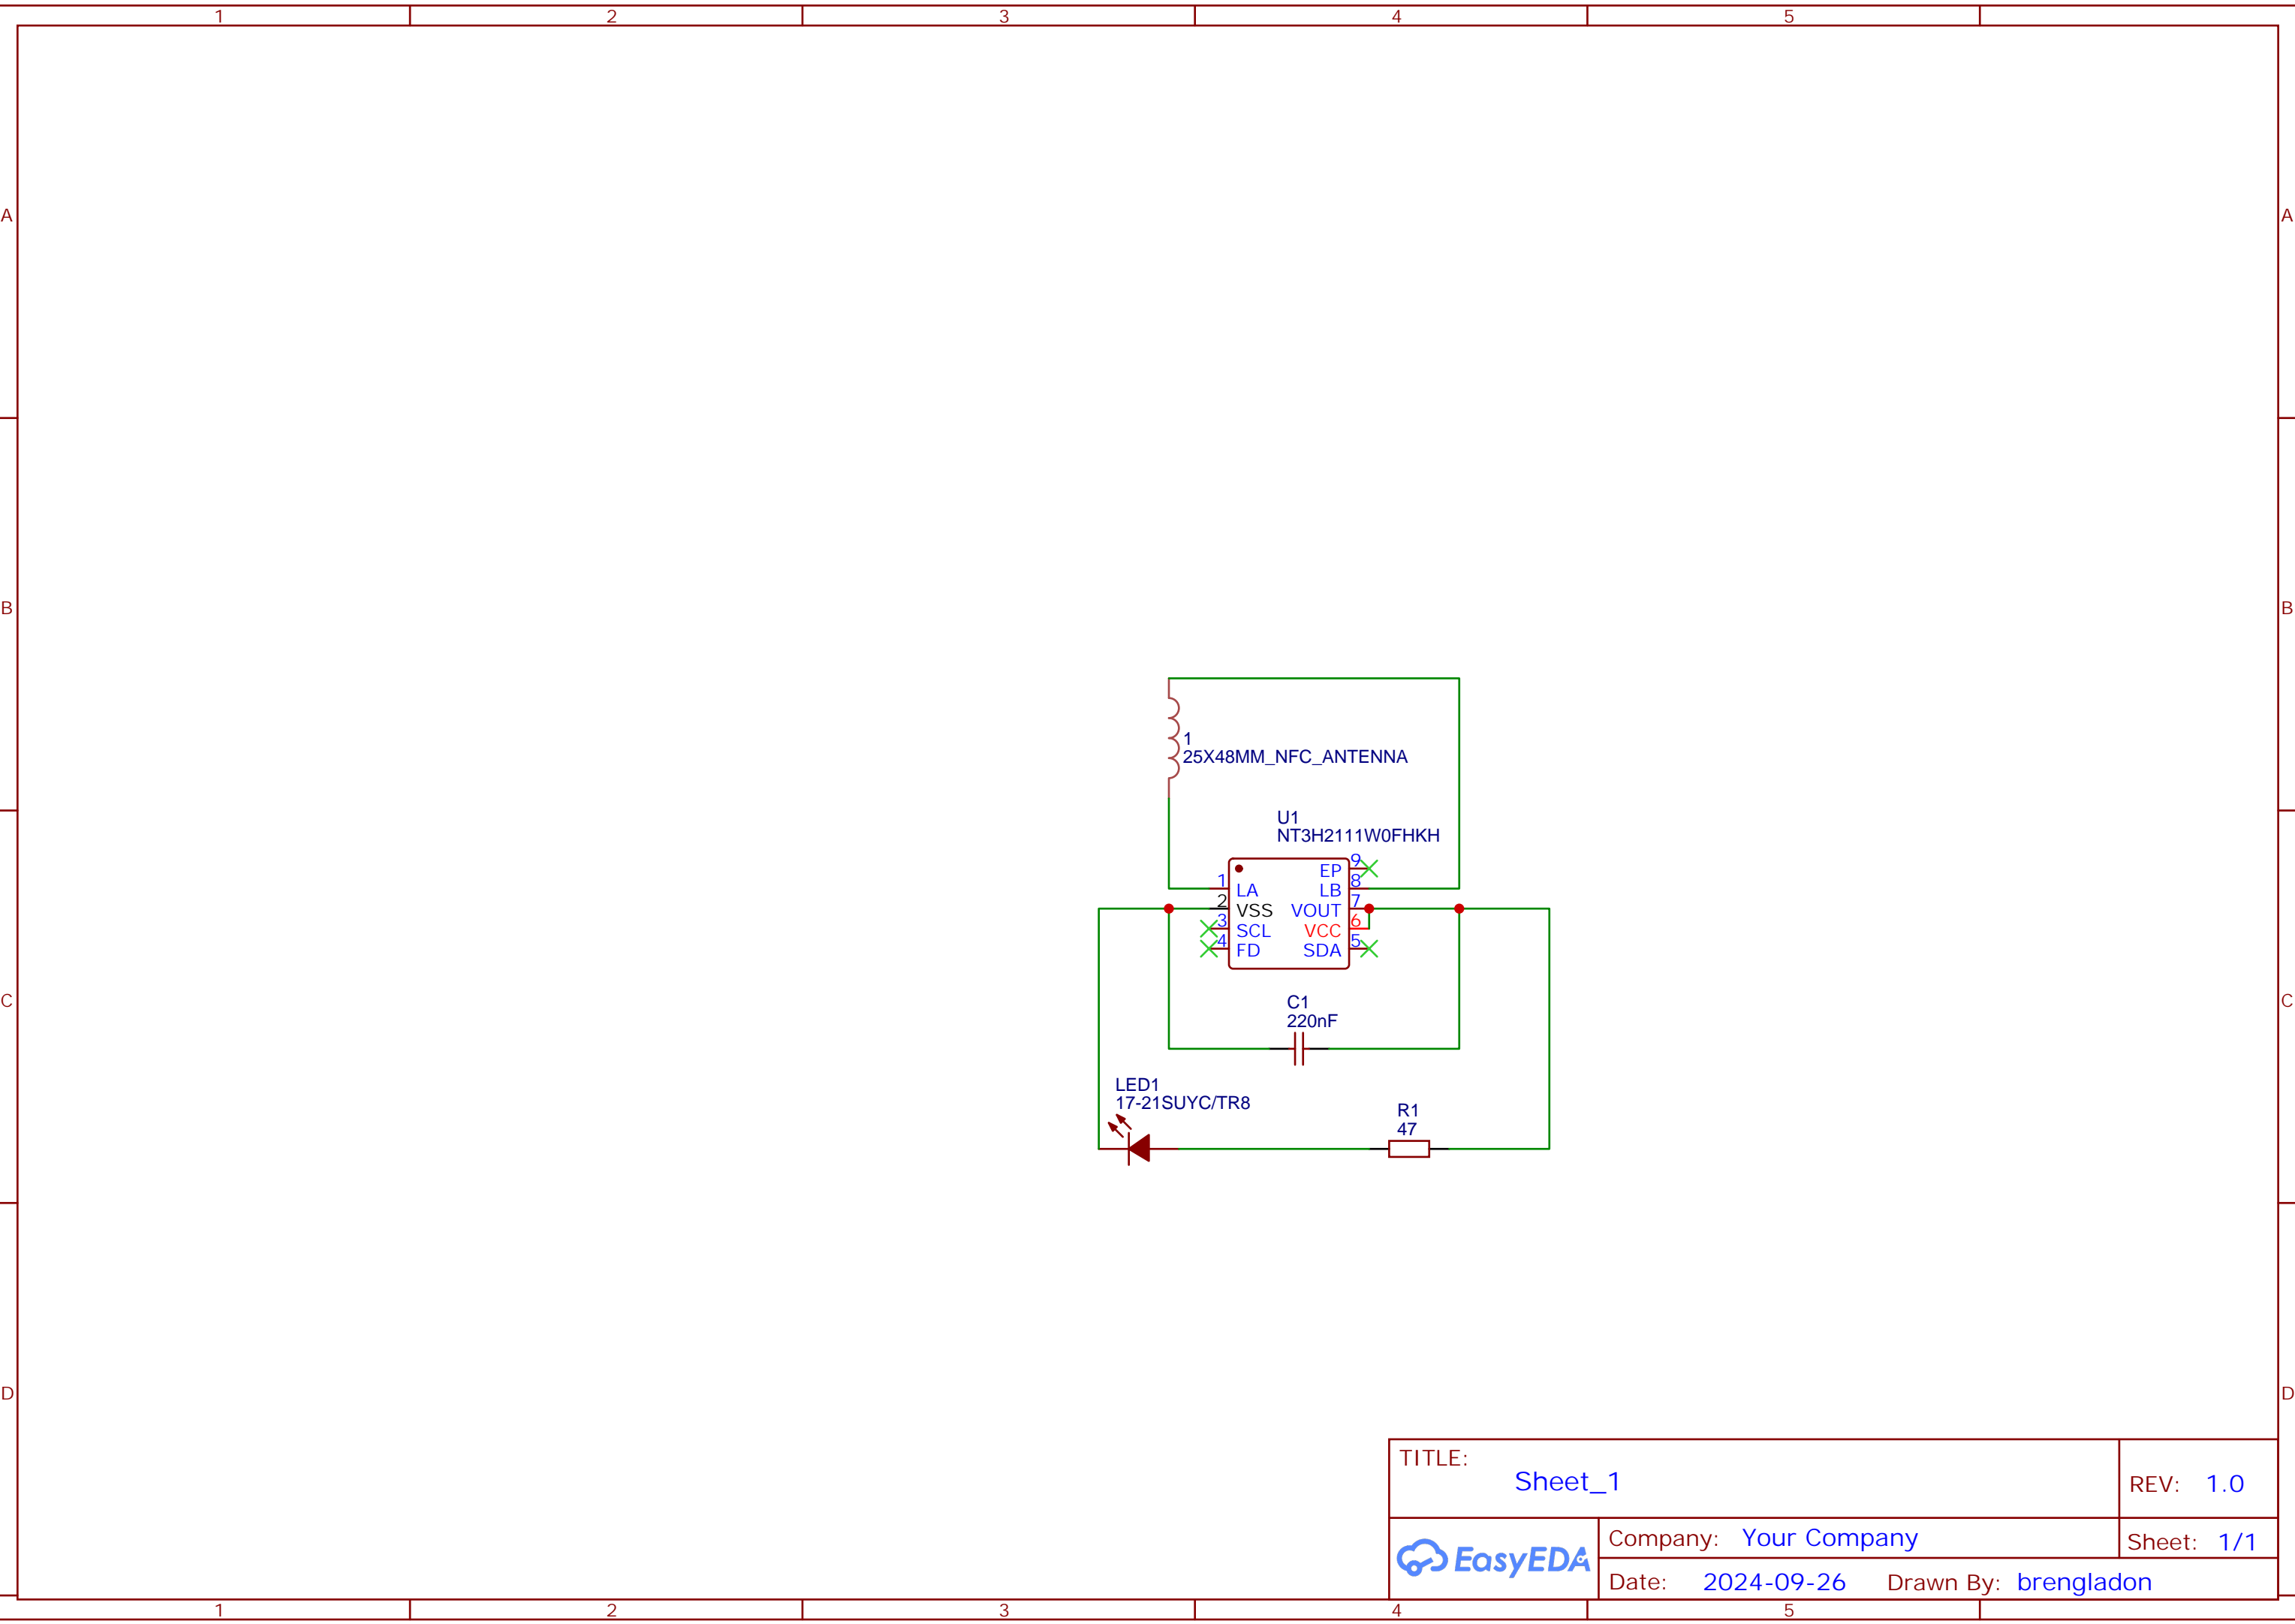 1 2 3 4 5
A A
B B
1
25X48MM_NFC_ANTENNA
U1
NT3H2111W0FHKH
EP 9
1 LA LB 8
2 VSS VOUT 7
3 SCL VCC 6
4 FD SDA 5
C C
C1
220nF
LED1
17-21SUYC/TR8
R1
47
D D
TITLE:
Sheet_1
REV: 1.0
EasyEDA
Company: Your Company
Sheet: 1/1
Date: 2024-09-26 Drawn By: brengladon
1 2 3 4 5